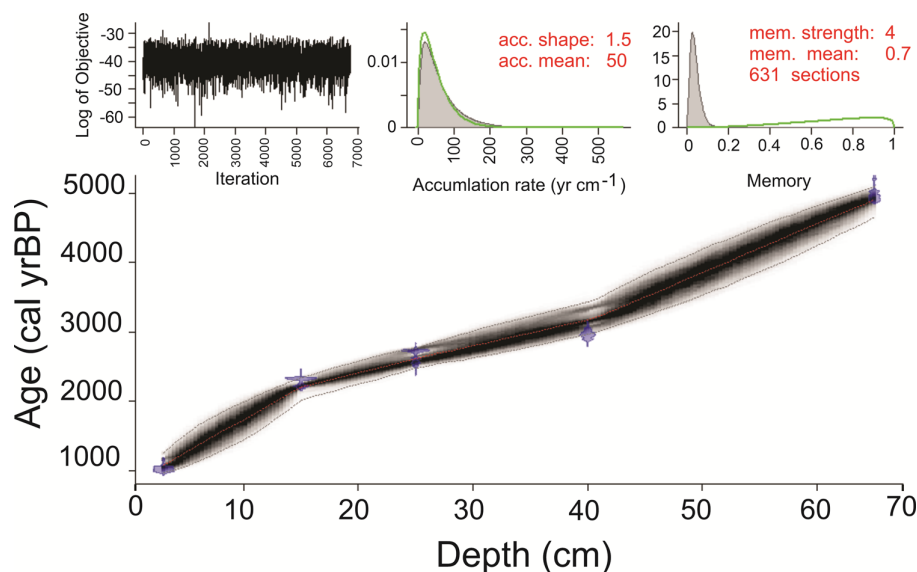 Log of Objective
-30
-40
-50
-60
0 1000 2000 3000 4000 5000 6000 7000
Iteration
acc. shape: 1.5
acc. mean: 50
0.01
0
0 100 200 300 400 500
Accumlation rate (yr cm⁻¹)
mem. strength: 4
mem. mean: 0.7
631 sections
20
15
10
5
0
0 0.2 0.4 0.6 0.8 1
Memory
Age (cal yrBP)
5000
4000
3000
2000
1000
0 10 20 30 40 50 60 70
Depth (cm)